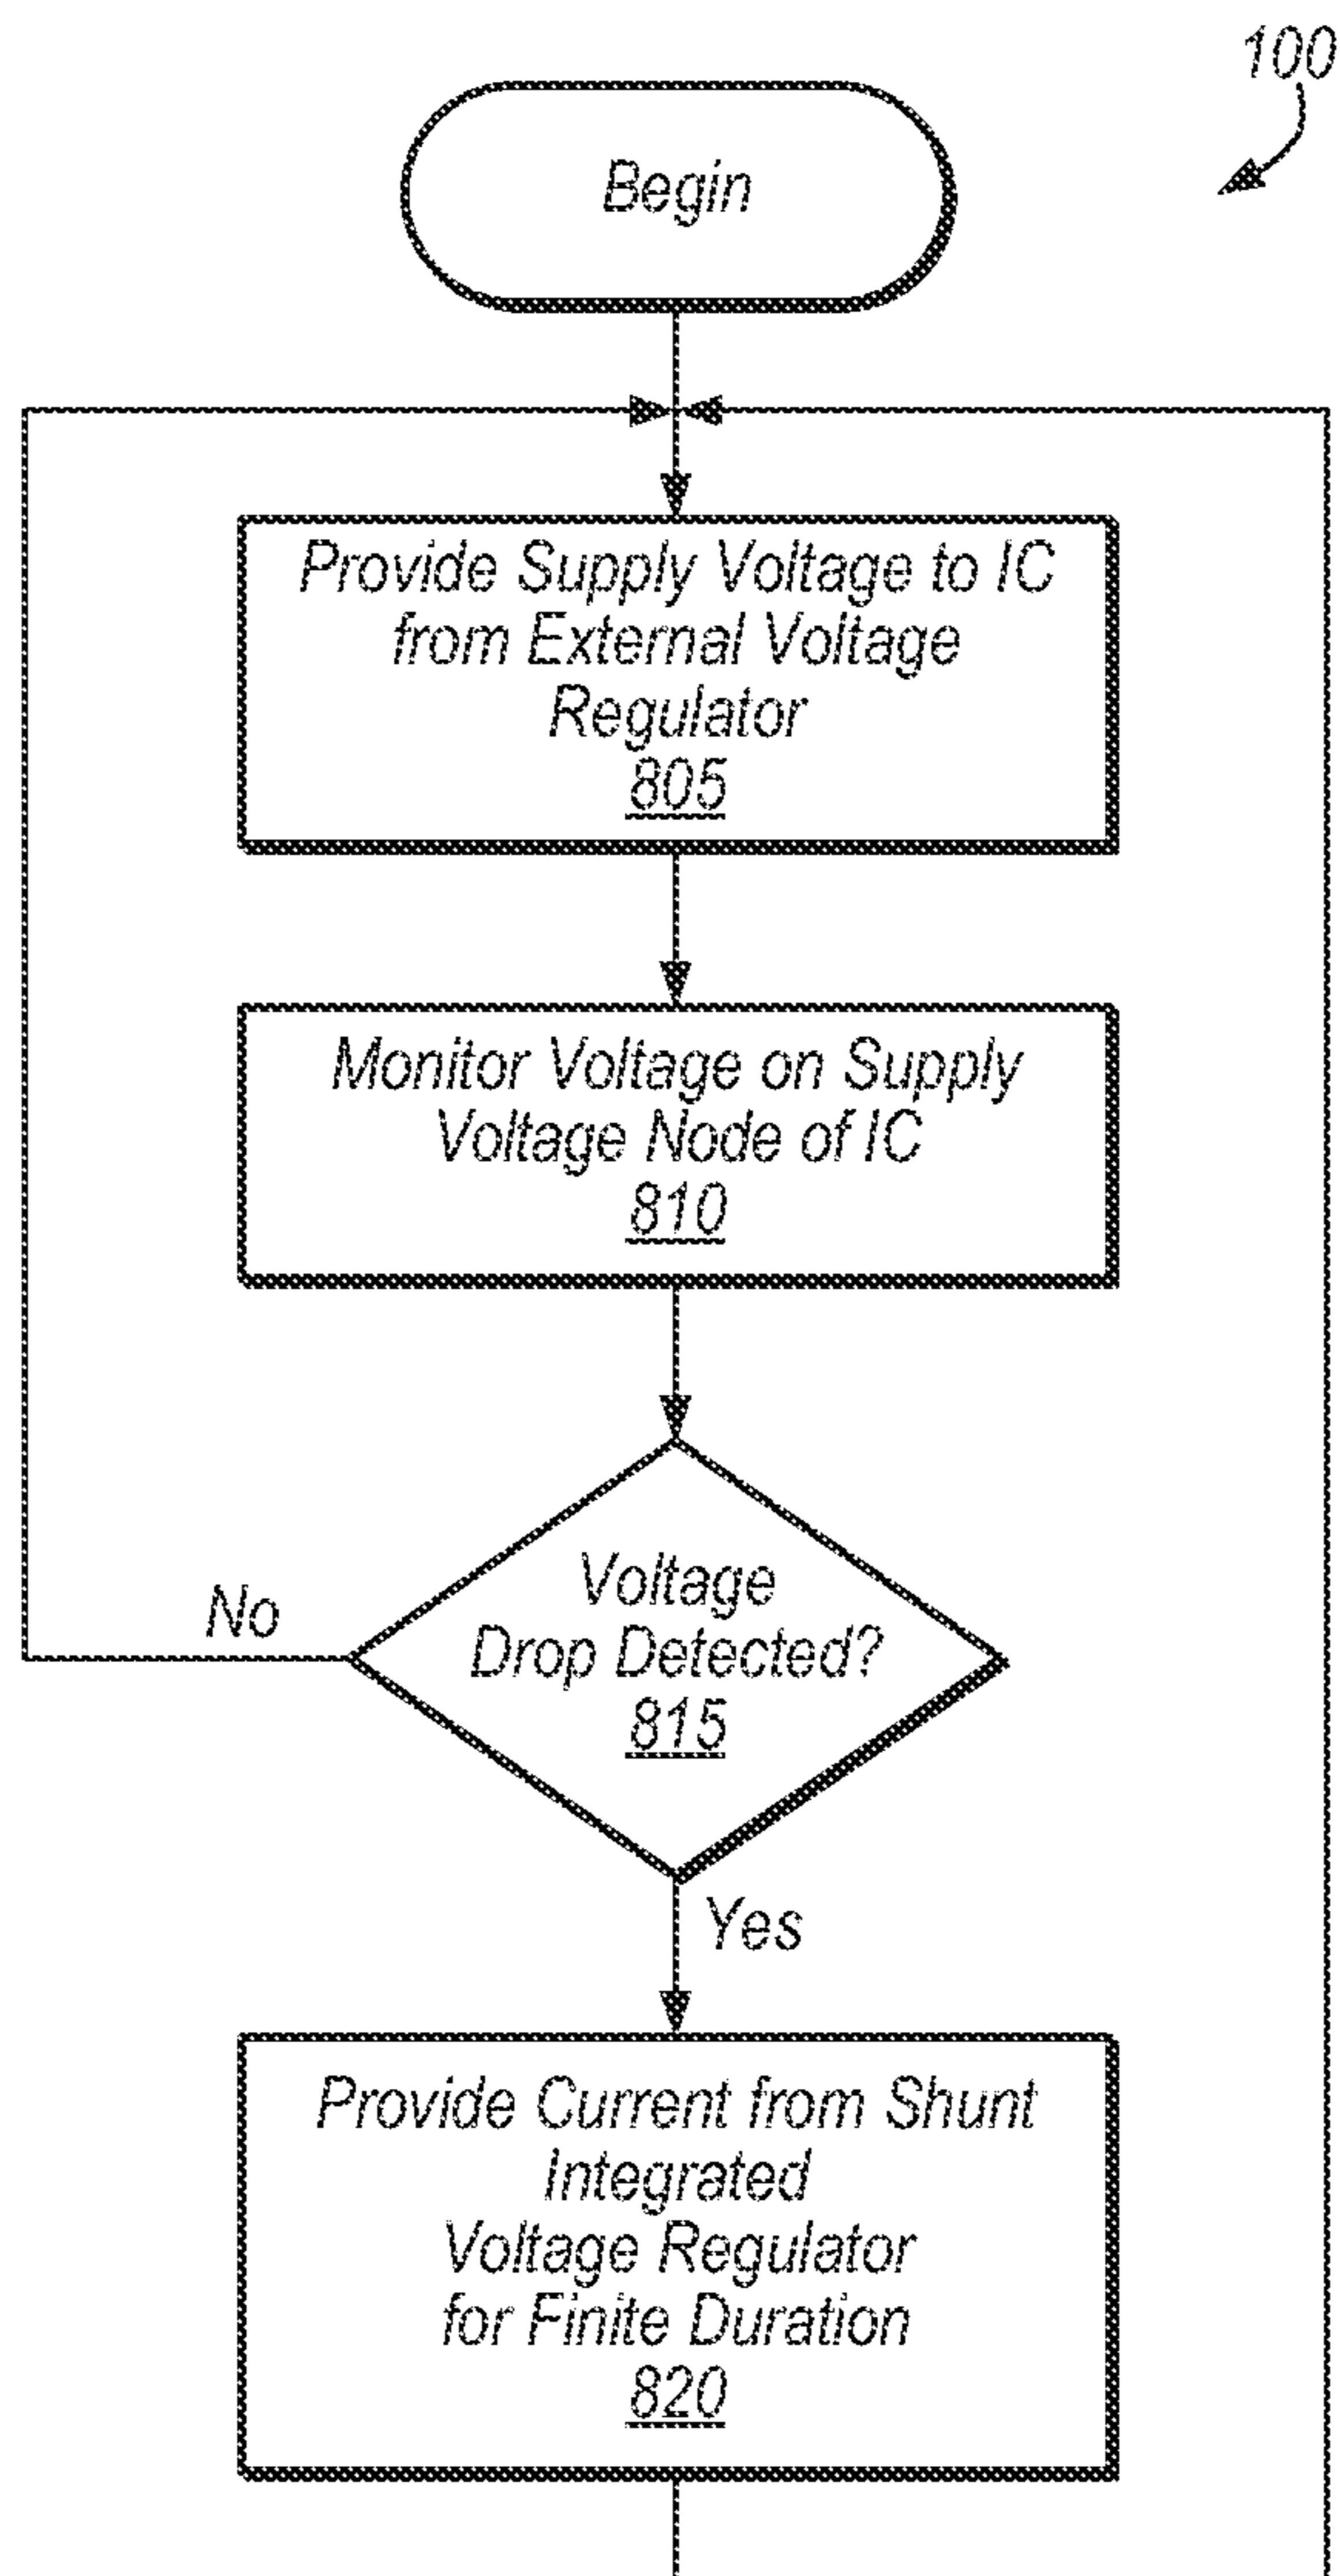 100
Begin
Provide Supply Voltage to IC
from External Voltage
Regulator
805
Monitor Voltage on Supply
Voltage Node of IC
810
Voltage
Drop Detected?
815
No
Yes
Provide Current from Shunt
Integrated
Voltage Regulator
for Finite Duration
820